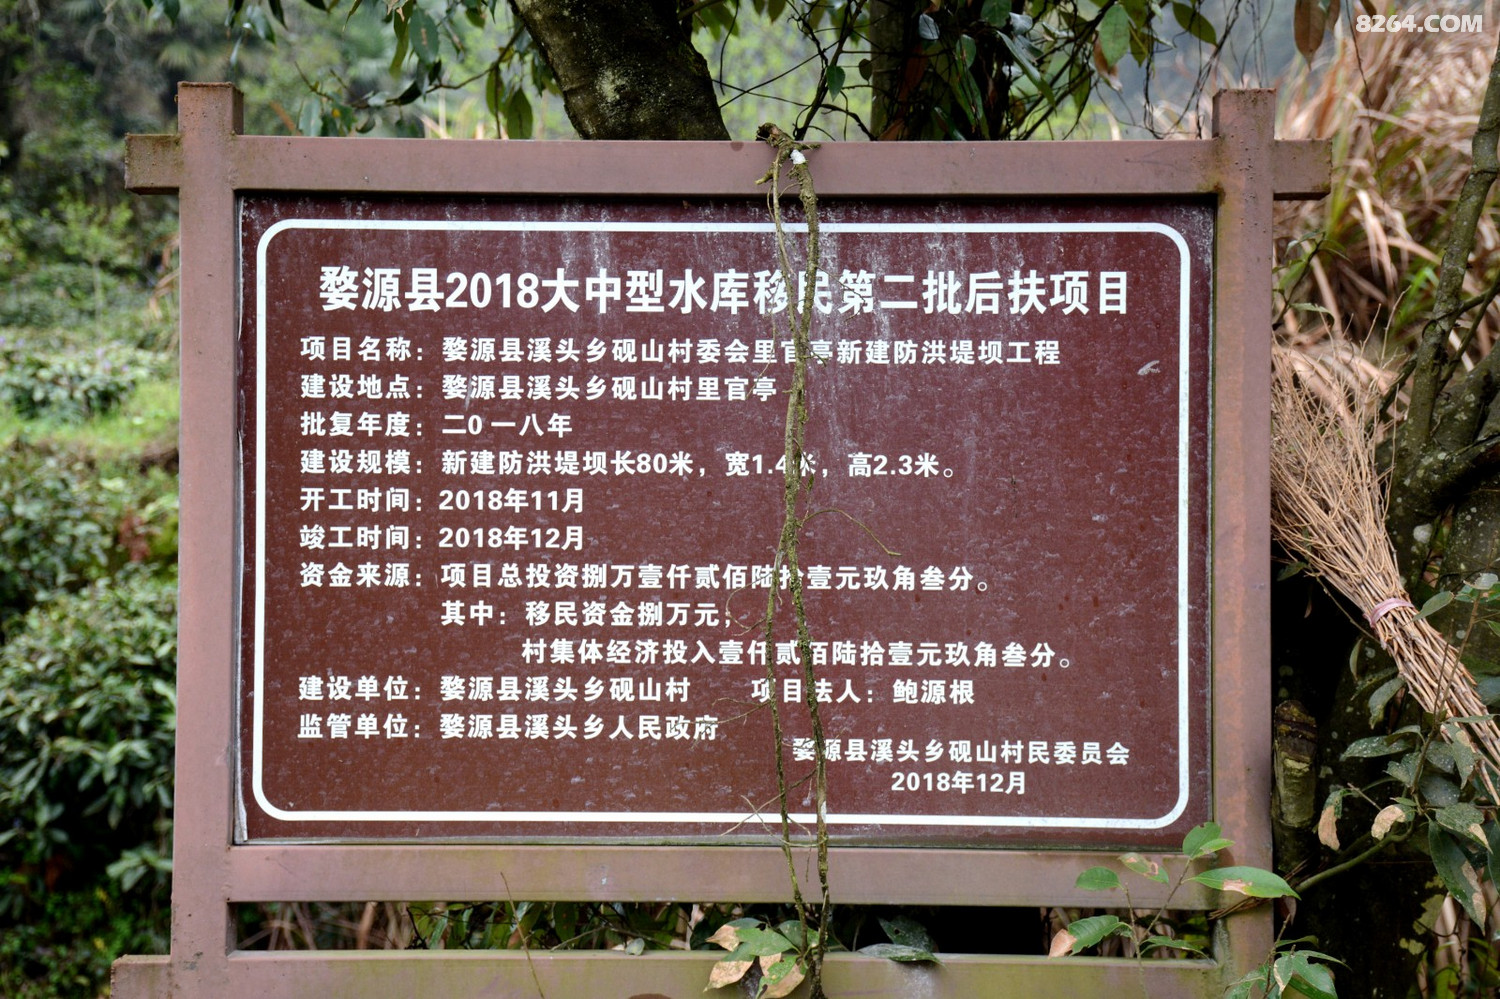 8264.COM
婺源县2018大中型水库移民第二批后扶项目
项目名称：婺源县溪头乡砚山村委会里官亭新建防洪堤坝工程
建设地点：婺源县溪头乡砚山村里官亭
批复年度：二0一八年
建设规模：新建防洪堤坝长80米，宽1.4米，高2.3米。
开工时间：2018年11月
竣工时间：2018年12月
资金来源：项目总投资捌万壹仟贰佰陆拾壹元玖角叁分。
其中：移民资金捌万元；
村集体经济投入壹仟贰佰陆拾壹元玖角叁分。
建设单位：婺源县溪头乡砚山村 项目法人：鲍源根
监管单位：婺源县溪头乡人民政府
婺源县溪头乡砚山村民委员会
2018年12月